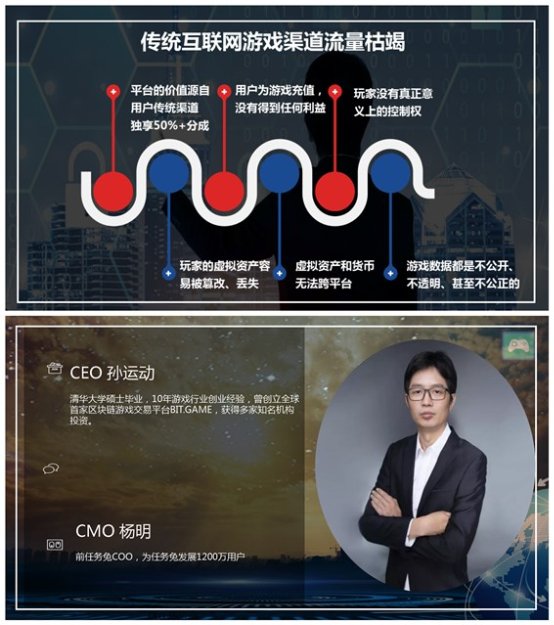 传统互联网游戏渠道流量枯竭
平台的价值源自
用户传统渠道
独享50%+分成
用户为游戏充值，
没有得到任何利益
玩家没有真正意
义上的控制权
玩家的虚拟资产容
易被篡改、丢失
虚拟资产和货币
无法跨平台
游戏数据都是不公开、
不透明、甚至不公正的
CEO 孙运动
清华大学硕士毕业，10年游戏行业创业经验，曾创立全球
首家区块链游戏交易平台BIT.GAME，获得多家知名机构
投资。
CMO 杨明
前任务兔COO，为任务兔发展1200万用户